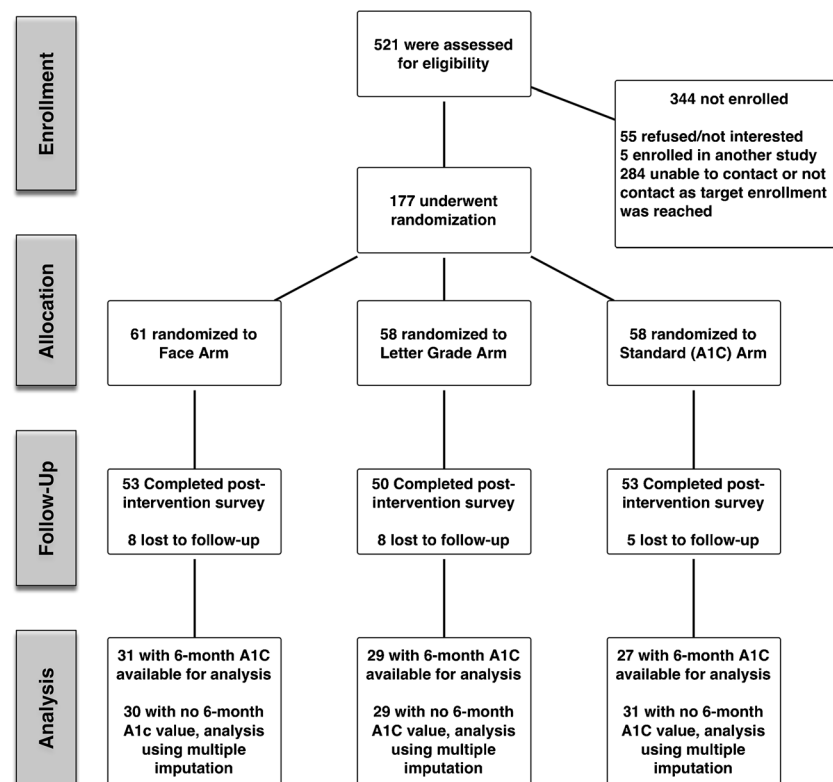 Enrollment
521 were assessed
for eligibility
344 not enrolled
55 refused/not interested
5 enrolled in another study
284 unable to contact or not
contact as target enrollment
was reached
177 underwent
randomization
Allocation
61 randomized to
Face Arm
58 randomized to
Letter Grade Arm
58 randomized to
Standard (A1C) Arm
Follow-Up
53 Completed post-
intervention survey
8 lost to follow-up
50 Completed post-
intervention survey
8 lost to follow-up
53 Completed post-
intervention survey
5 lost to follow-up
Analysis
31 with 6-month A1C
available for analysis
30 with no 6-month
A1c value, analysis
using multiple
imputation
29 with 6-month A1C
available for analysis
29 with no 6-month
A1C value, analysis
using multiple
imputation
27 with 6-month A1C
available for analysis
31 with no 6-month
A1C value, analysis
using multiple
imputation